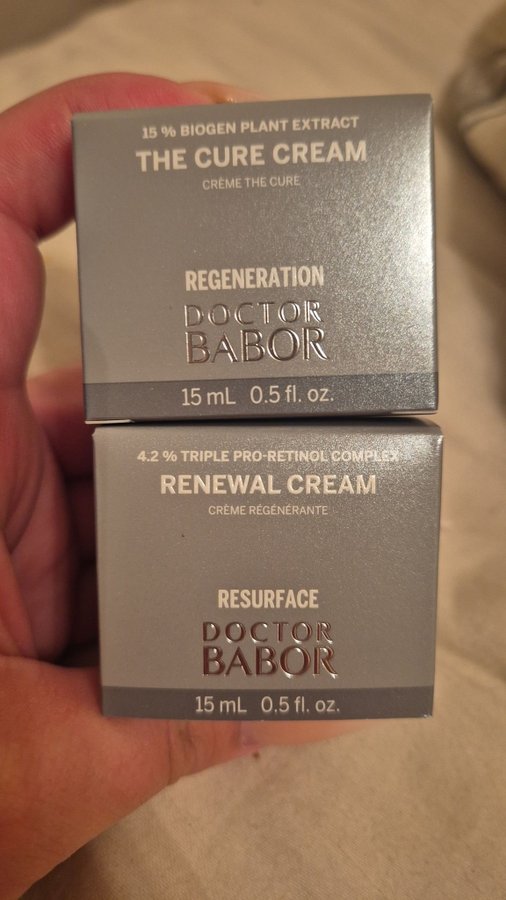 15 % BIOGEN PLANT EXTRACT
THE CURE CREAM
CRÈME THE CURE
REGENERATION
DOCTOR
BABOR
15 mL 0.5 fl. oz.
4.2 % TRIPLE PRO-RETINOL COMPLEX
RENEWAL CREAM
CRÈME RÉGÉNÉRANTE
RESURFACE
DOCTOR
BABOR
15 mL 0.5 fl. oz.